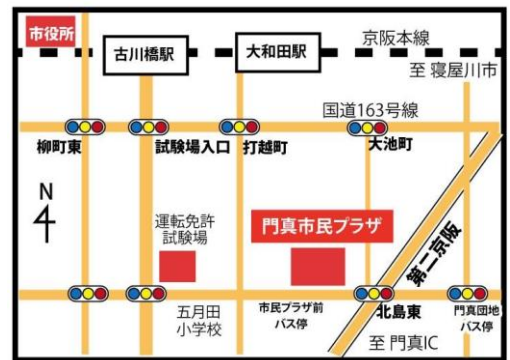 市役所
古川橋駅
大和田駅
京阪本線
至 寝屋川市
国道163号線
柳町東
試験場入口
打越町
大池町
N
運転免許
試験場
門真市民プラザ
第二京阪
五月田
小学校
市民プラザ前
バス停
北島東
門真団地
バス停
至 門真IC